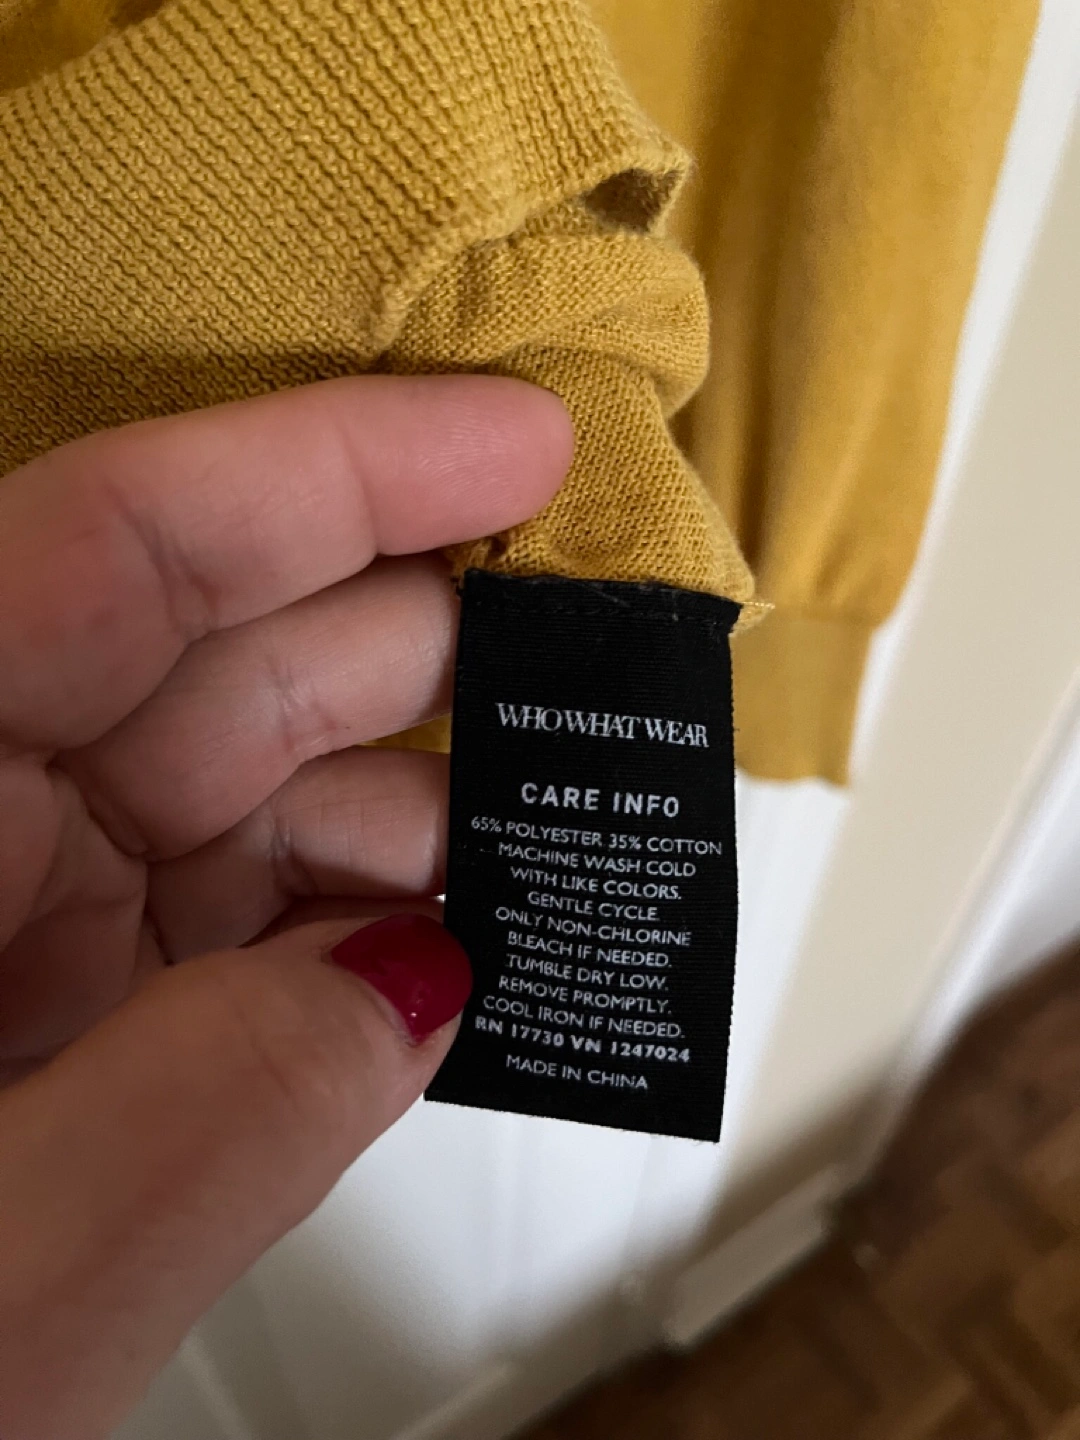 WHO WHAT WEAR
CARE INFO
65% POLYESTER 35% COTTON
MACHINE WASH COLD
WITH LIKE COLORS.
GENTLE CYCLE.
ONLY NON-CHLORINE
BLEACH IF NEEDED.
TUMBLE DRY LOW.
REMOVE PROMPTLY.
COOL IRON IF NEEDED.
RN 17730 VN 1247024
MADE IN CHINA